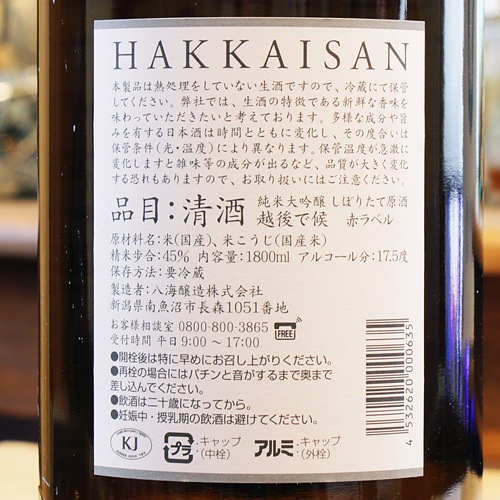 HAKKAISAN
本製品は熱処理をしていない生酒ですので、冷蔵にて保管
してください。弊社では、生酒の特徴である新鮮な香味を
味わっていただきたいと考えております。多様な成分や旨
みを有する日本酒は時間とともに変化し、その度合いは
保管条件(光・温度)により異なります。保管温度が急激に
変化しますと雑味等の成分が出るなど、品質が大きく変化
する恐れもありますので、お取り扱いにはご注意ください。
品目:清酒 純米大吟醸 しぼりたて原酒
越後で候 赤ラベル
原材料名:米(国産)、米こうじ(国産米)
精米歩合:45% 内容量:1800ml アルコール分:17.5度
保存方法:要冷蔵
製造者:八海醸造株式会社
新潟県南魚沼市長森1051番地
お客様相談室 0800-800-3865 FREE
受付時間 平日 9:00 ~ 17:00
●開栓後は特に早めにお召し上がりください。
●再栓の場合にはパチンと音がするまで奥まで
差し込んでください。
●飲酒は二十歳になってから。
●妊娠中・授乳期の飲酒は避けてください。
KJ
プラ キャップ(中栓)
アルミ キャップ(外栓)
4 532620 000635